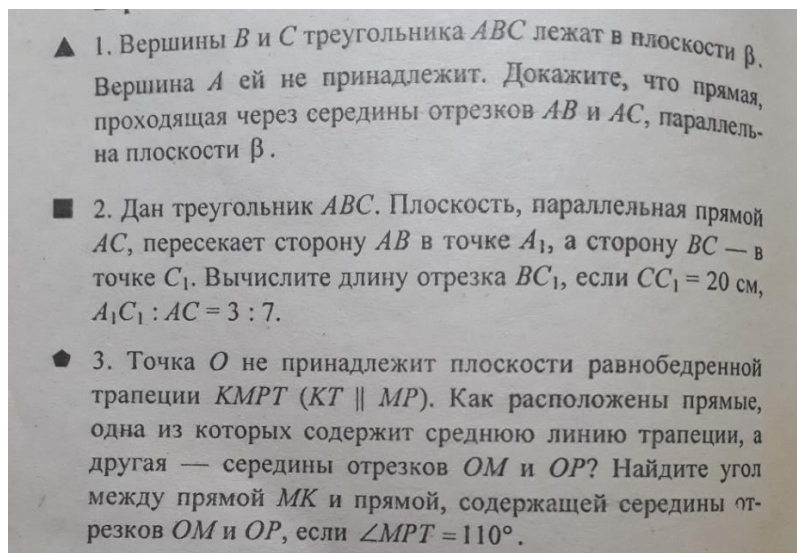 1. Вершины B и C треугольника ABC лежат в плоскости β.
Вершина A ей не принадлежит. Докажите, что прямая,
проходящая через середины отрезков AB и AC, параллель-
на плоскости β.
2. Дан треугольник ABC. Плоскость, параллельная прямой
AC, пересекает сторону AB в точке A₁, а сторону BC — в
точке C₁. Вычислите длину отрезка BC₁, если CC₁ = 20 см,
A₁C₁ : AC = 3 : 7.
3. Точка O не принадлежит плоскости равнобедренной
трапеции KMPT (KT || MP). Как расположены прямые,
одна из которых содержит среднюю линию трапеции, а
другая — середины отрезков OM и OP? Найдите угол
между прямой MK и прямой, содержащей середины от-
резков OM и OP, если ∠MPT = 110°.